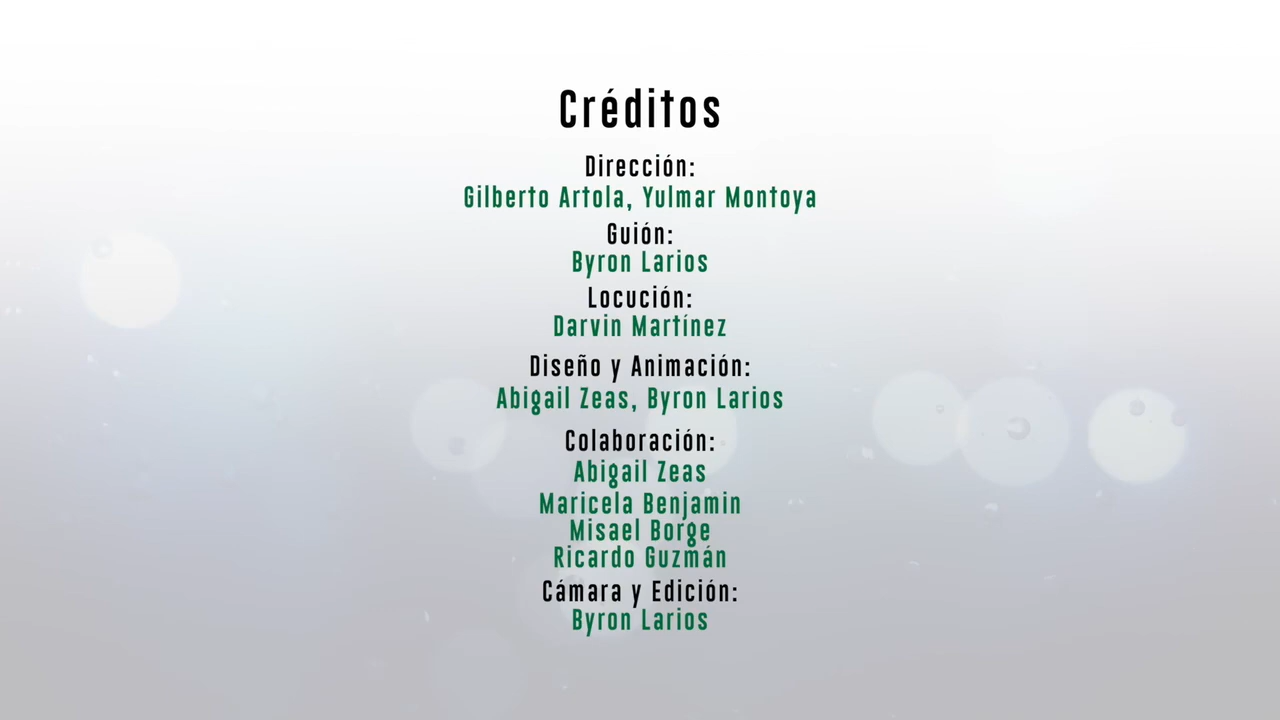 Créditos
Dirección:
Gilberto Artola, Yulmar Montoya
Guión:
Byron Larios
Locución:
Darvin Martínez
Diseño y Animación:
Abigail Zeas, Byron Larios
Colaboración:
Abigail Zeas
Maricela Benjamin
Misael Borge
Ricardo Guzmán
Cámara y Edición:
Byron Larios